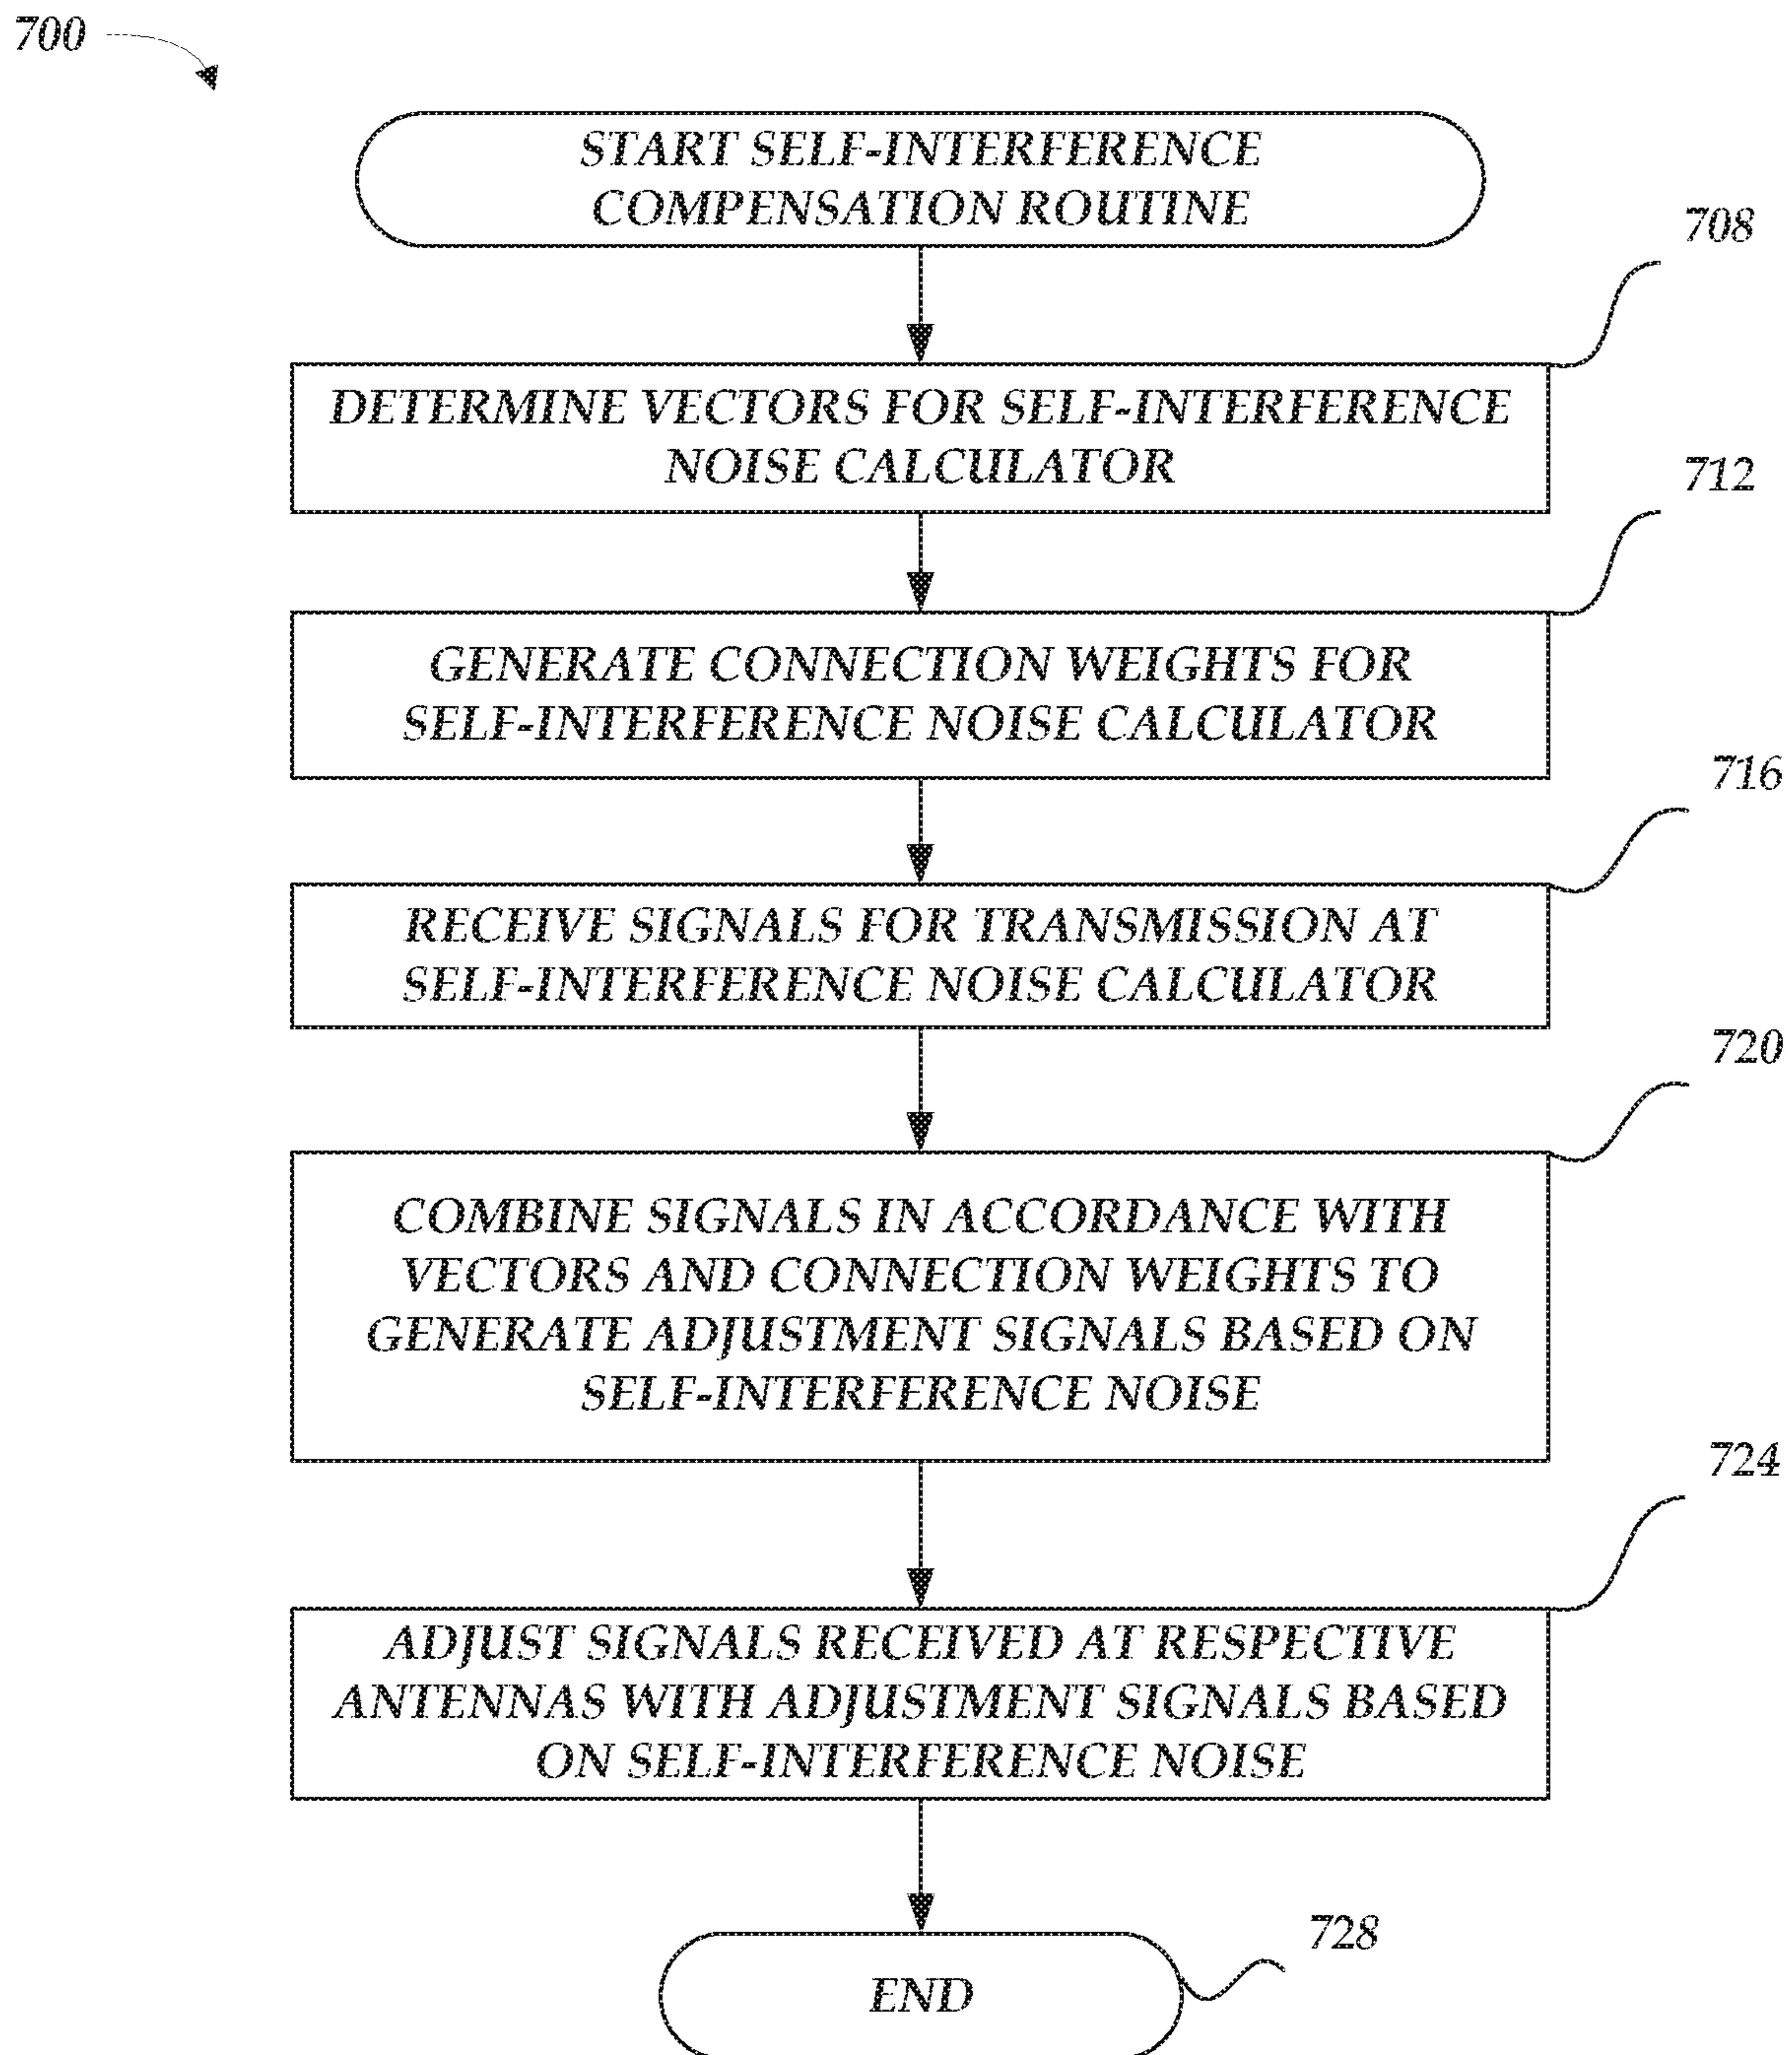 700
START SELF-INTERFERENCE
COMPENSATION ROUTINE
708
DETERMINE VECTORS FOR SELF-INTERFERENCE
NOISE CALCULATOR
712
GENERATE CONNECTION WEIGHTS FOR
SELF-INTERFERENCE NOISE CALCULATOR
716
RECEIVE SIGNALS FOR TRANSMISSION AT
SELF-INTERFERENCE NOISE CALCULATOR
720
COMBINE SIGNALS IN ACCORDANCE WITH
VECTORS AND CONNECTION WEIGHTS TO
GENERATE ADJUSTMENT SIGNALS BASED ON
SELF-INTERFERENCE NOISE
724
ADJUST SIGNALS RECEIVED AT RESPECTIVE
ANTENNAS WITH ADJUSTMENT SIGNALS BASED
ON SELF-INTERFERENCE NOISE
728
END